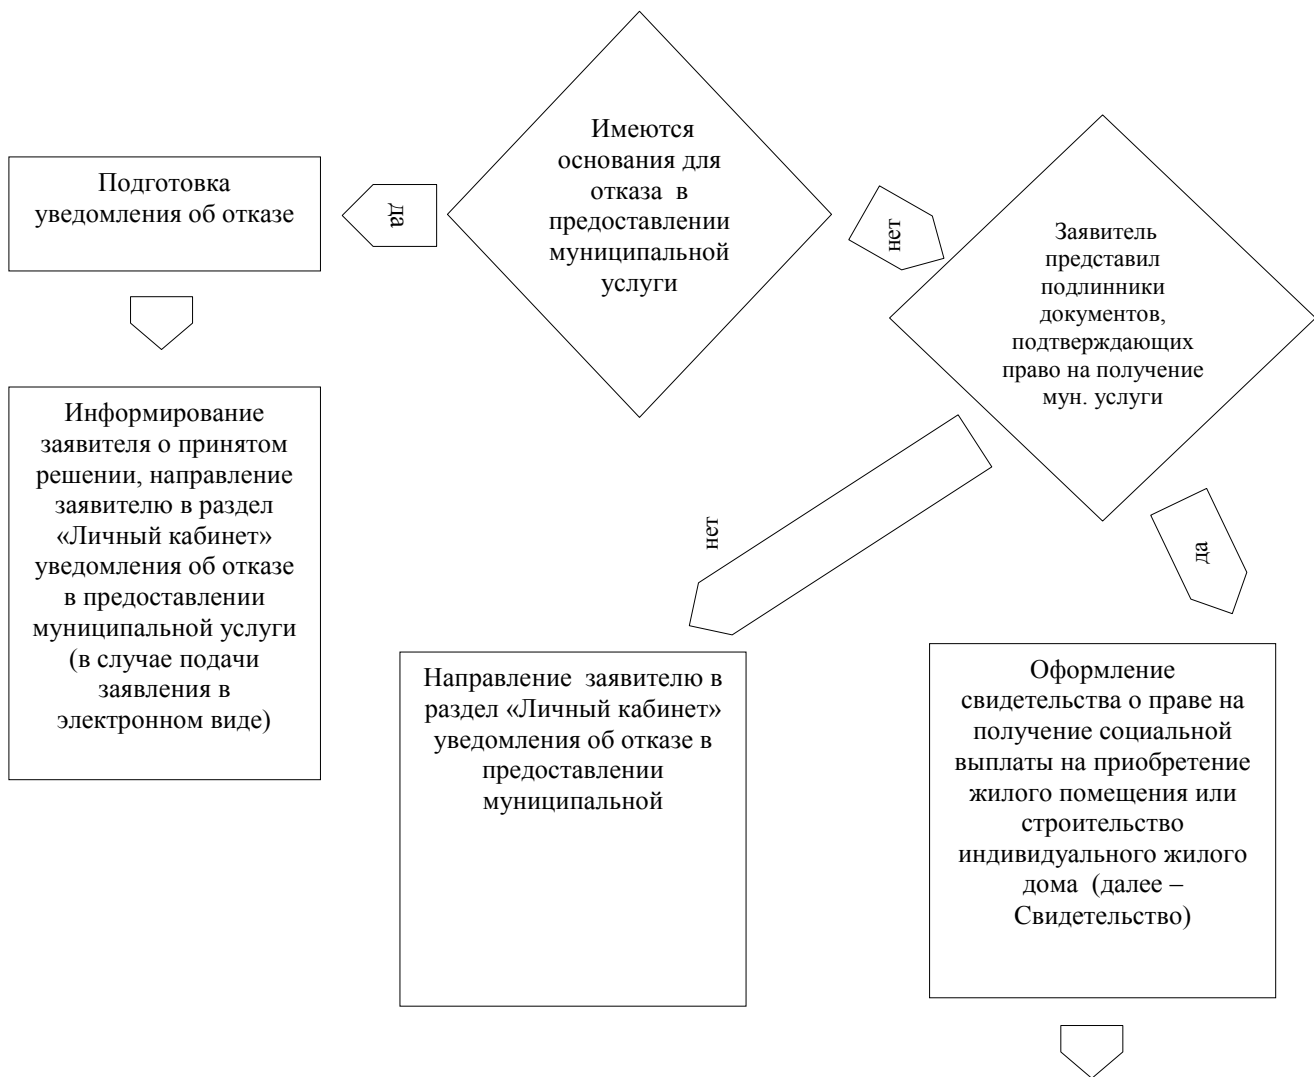 Имеются
основания для
отказа в
предоставлении
муниципальной
услуги
Подготовка
уведомления об отказе
да
нет
Заявитель
представил
подлинники
документов,
подтверждающих
право на получение
мун. услуги
Информирование
заявителя о принятом
решении, направление
заявителю в раздел
«Личный кабинет»
уведомления об отказе
в предоставлении
муниципальной услуги
(в случае подачи
заявления в
электронном виде)
нет
да
Направление заявителю в
раздел «Личный кабинет»
уведомления об отказе в
предоставлении
муниципальной
Оформление
свидетельства о праве на
получение социальной
выплаты на приобретение
жилого помещения или
строительство
индивидуального жилого
дома (далее –
Свидетельство)